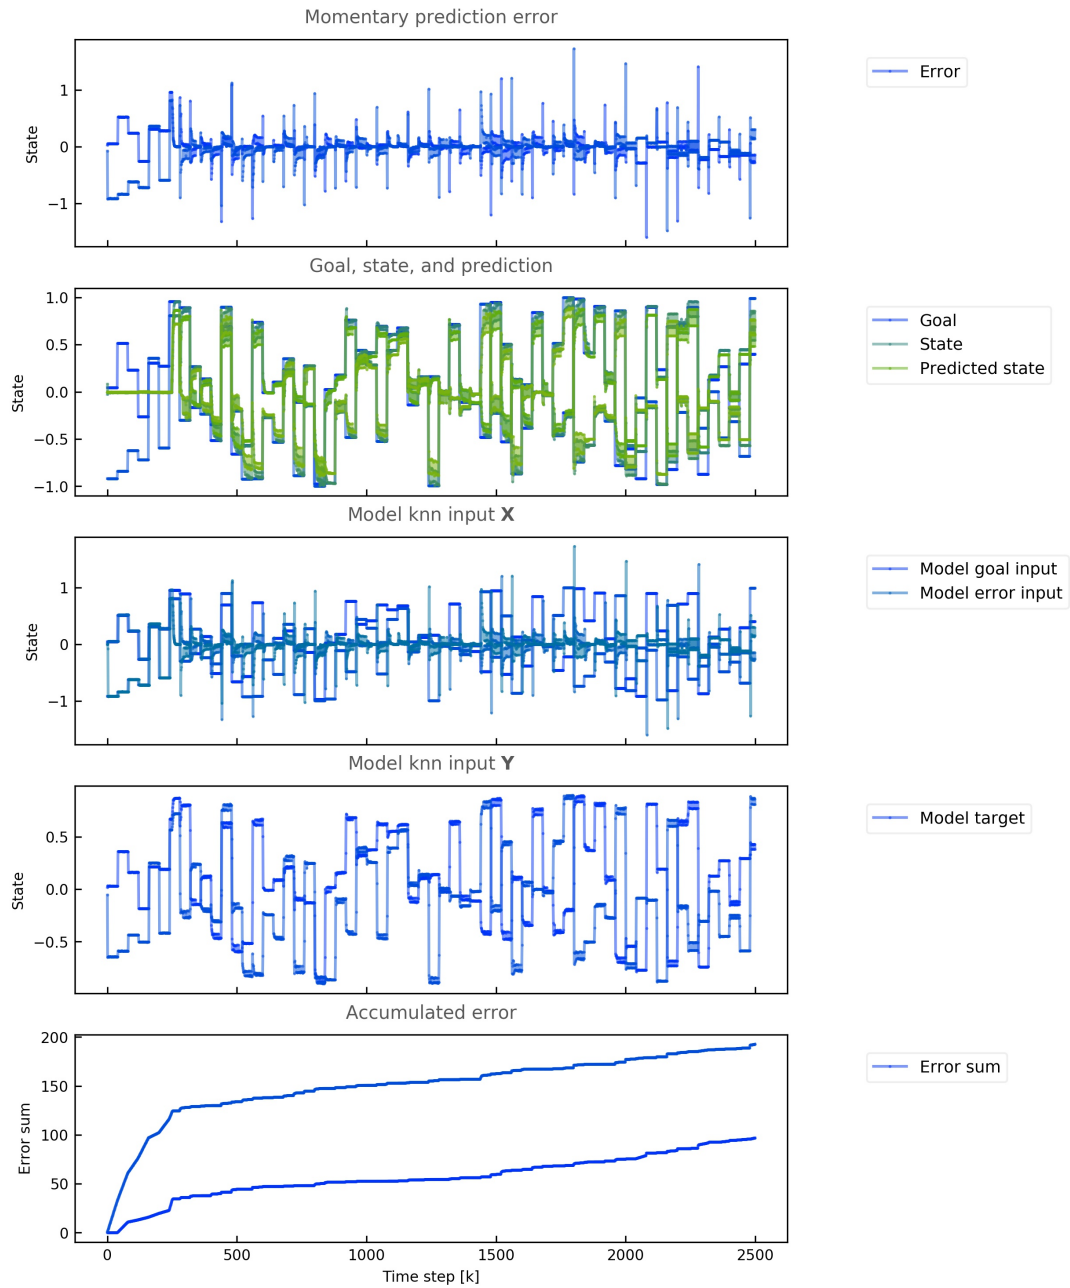 Momentary prediction error
1
0
−1
State
Error
Goal, state, and prediction
1.0
0.5
0.0
−0.5
−1.0
State
Goal
State
Predicted state
Model knn input X
1
0
−1
State
Model goal input
Model error input
Model knn input Y
0.5
0.0
−0.5
State
Model target
Accumulated error
200
150
100
50
0
Error sum
Error sum
0 500 1000 1500 2000 2500
Time step [k]